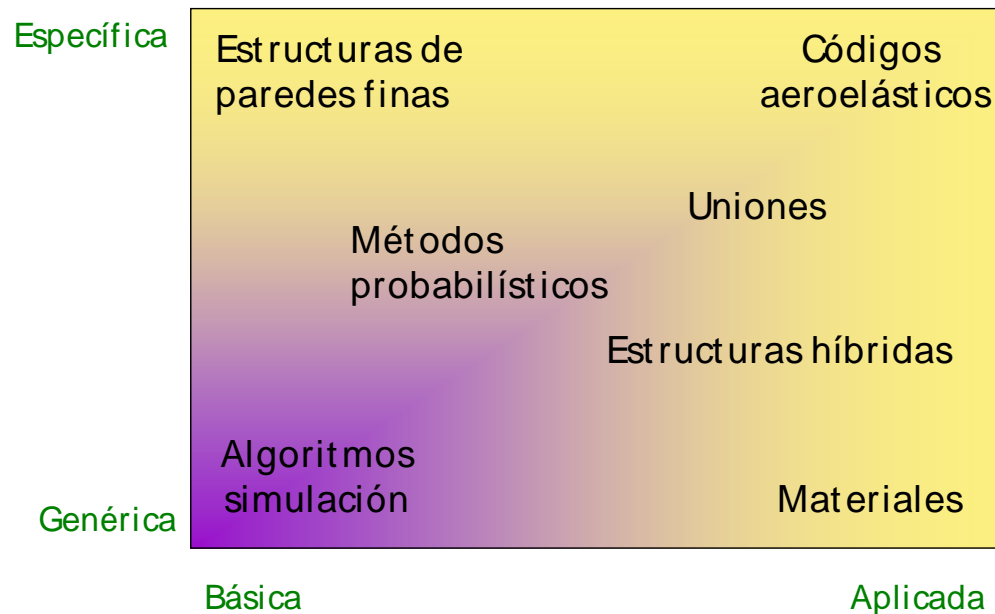 Específica
Estructuras de
paredes finas
Códigos
aeroelásticos
Uniones
Métodos
probabilísticos
Estructuras híbridas
Algoritmos
simulación
Materiales
Genérica
Básica
Aplicada